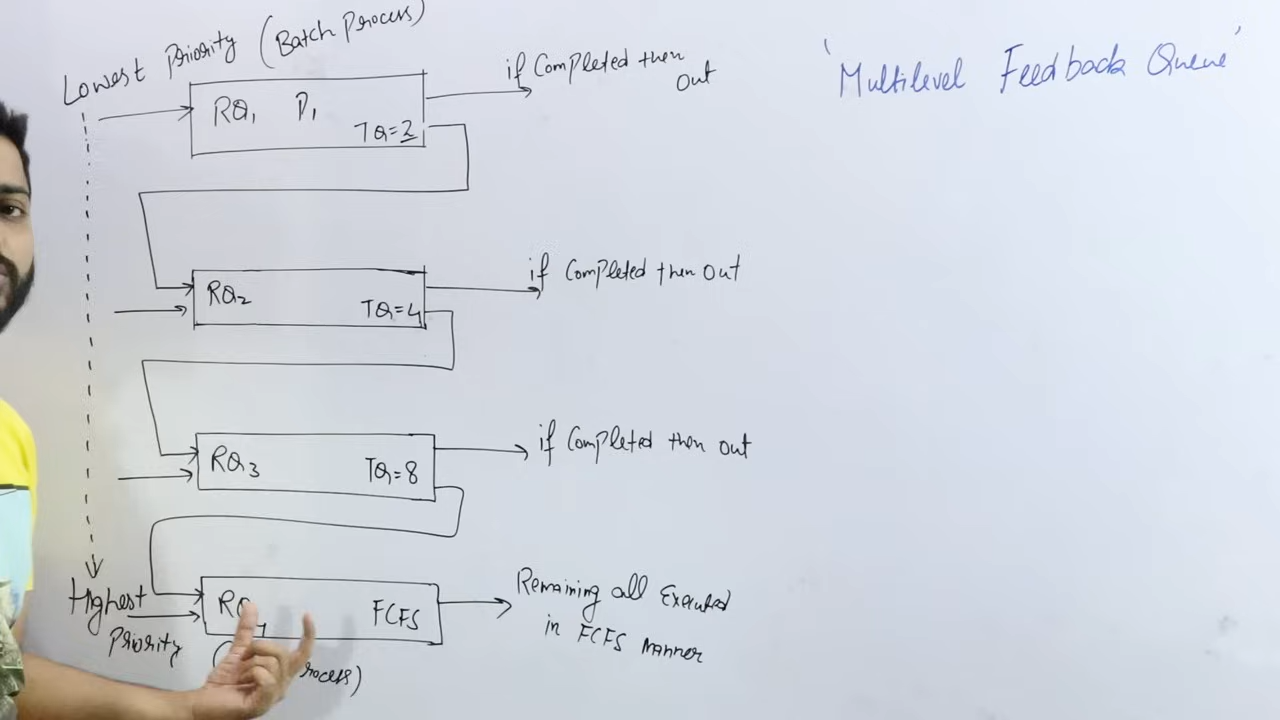 Lowest Priority (Batch Process)
'Multilevel Feedback Queue'
if Completed then
out
RQ1 P1
TQ=2
if Completed then out
RQ2 TQ=4
if Completed then out
RQ3 TQ=8
Highest
Priority
FCFS
Remaining all Executed
in FCFS manner